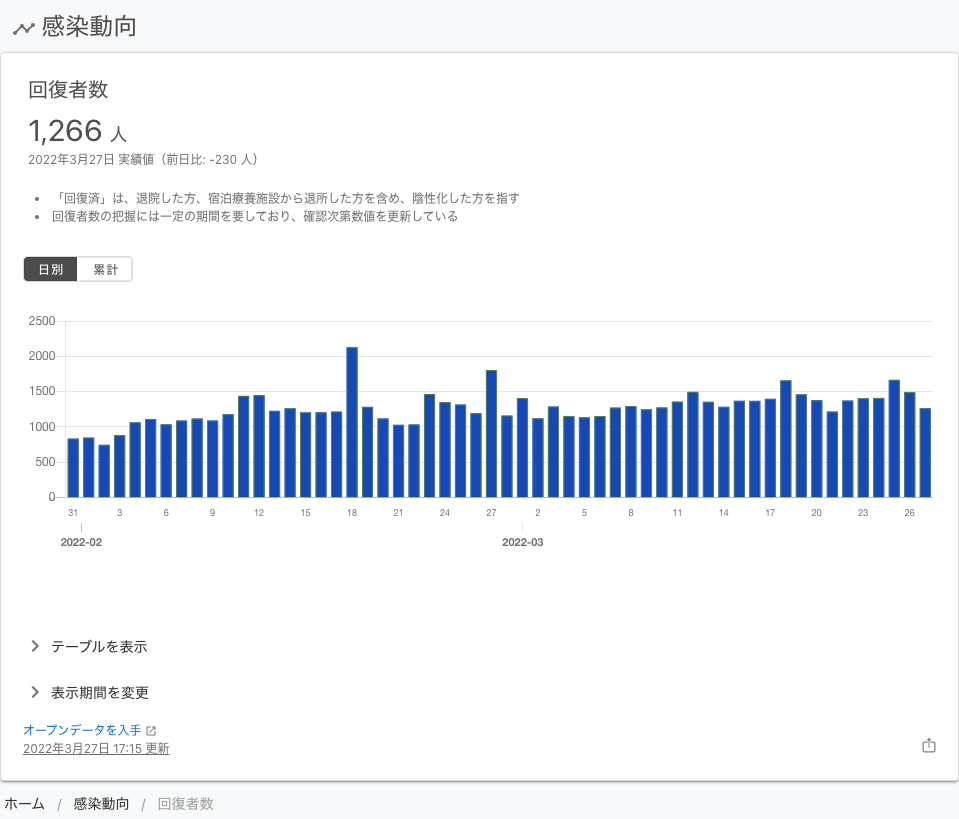 感染動向
回復者数
1,266 人
2022年3月27日 実績値（前日比: -230 人）
• 「回復済」は、退院した方、宿泊療養施設から退所した方を含め、陰性化した方を指す
• 回復者数の把握には一定の期間を要しており、確認次第数値を更新している
日別 累計
2500
2000
1500
1000
500
0
31 3 6 9 12 15 18 21 24 27 2 5 8 11 14 17 20 23 26
2022-02 2022-03
テーブルを表示
表示期間を変更
オープンデータを入手
2022年3月27日 17:15 更新
ホーム / 感染動向 / 回復者数